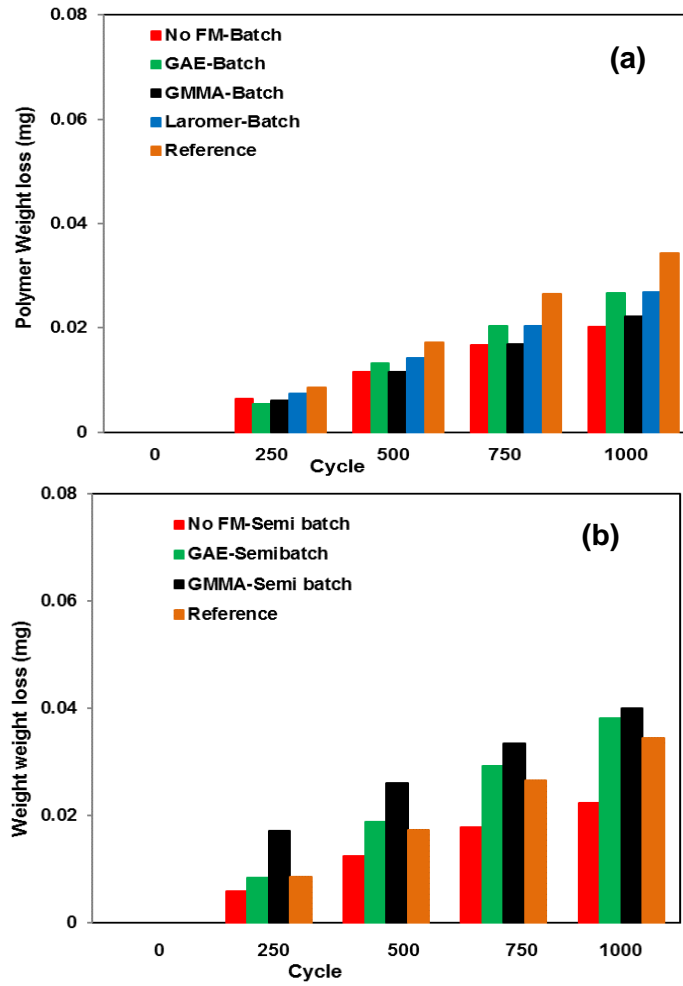 0.08
No FM-Batch
(a)
GAE-Batch
0.06
GMMA-Batch
Laromer-Batch
Reference
Polymer Weight loss (mg)
0.04
0.02
0
0 250 500 750 1000
Cycle
0.08
No FM-Semi batch
(b)
GAE-Semibatch
0.06
GMMA-Semi batch
Reference
Weight weight loss (mg)
0.04
0.02
0
0 250 500 750 1000
Cycle